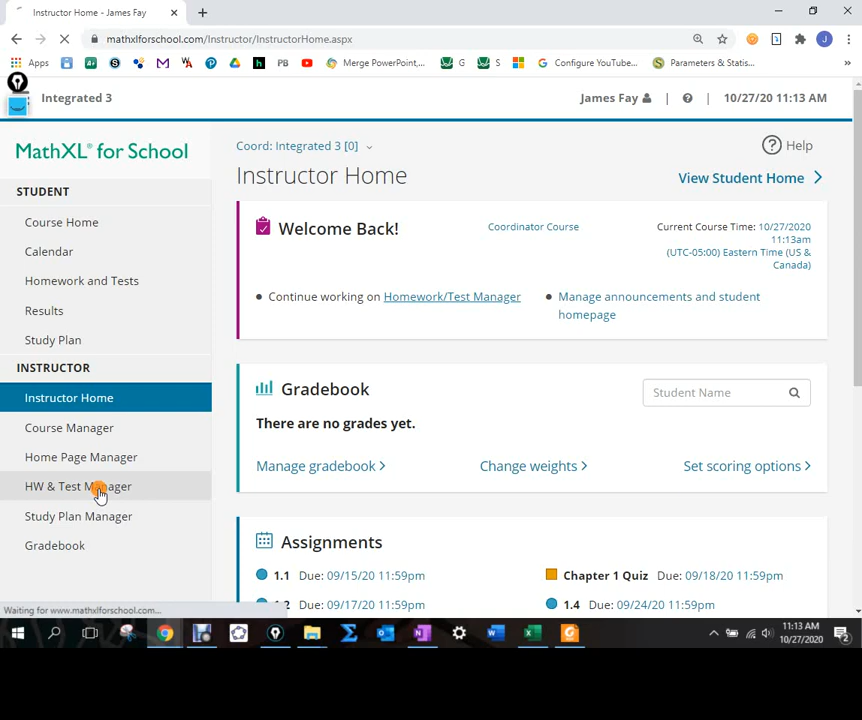 Instructor Home - James Fay
mathxlforschool.com/Instructor/InstructorHome.aspx
Apps
Merge PowerPoint,...
G
S
Configure YouTube...
Parameters & Statis...
PB
Integrated 3
James Fay
10/27/20 11:13 AM
MathXL® for School
Coord: Integrated 3 [0]
Help
Instructor Home
View Student Home
STUDENT
Course Home
Calendar
Homework and Tests
Results
Study Plan
INSTRUCTOR
Instructor Home
Course Manager
Home Page Manager
HW & Test Manager
Study Plan Manager
Gradebook
Welcome Back!
Coordinator Course
Current Course Time: 10/27/2020
11:13am
(UTC-05:00) Eastern Time (US &
Canada)
Continue working on Homework/Test Manager
Manage announcements and student
homepage
Gradebook
Student Name
There are no grades yet.
Manage gradebook
Change weights
Set scoring options
Assignments
1.1 Due: 09/15/20 11:59pm
Chapter 1 Quiz Due: 09/18/20 11:59pm
1.2 Due: 09/17/20 11:59pm
1.4 Due: 09/24/20 11:59pm
Waiting for www.mathxlforschool.com...
11:13 AM
10/27/2020